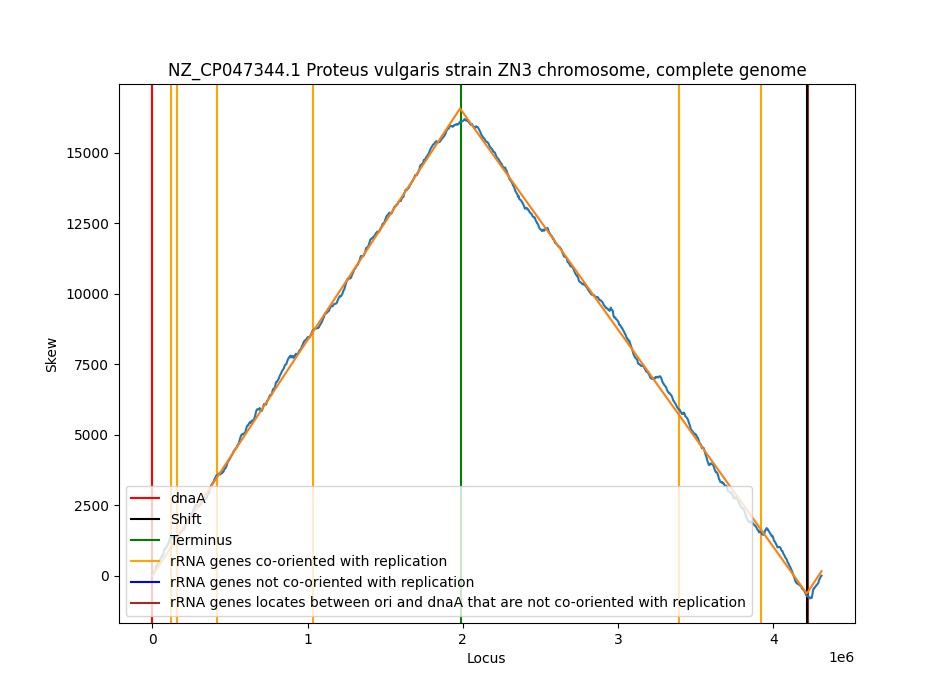 NZ_CP047344.1 Proteus vulgaris strain ZN3 chromosome, complete genome
Skew
15000
12500
10000
7500
5000
2500
0
dnaA
Shift
Terminus
rRNA genes co-oriented with replication
rRNA genes not co-oriented with replication
rRNA genes locates between ori and dnaA that are not co-oriented with replication
0 1 2 3 4
Locus
1e6